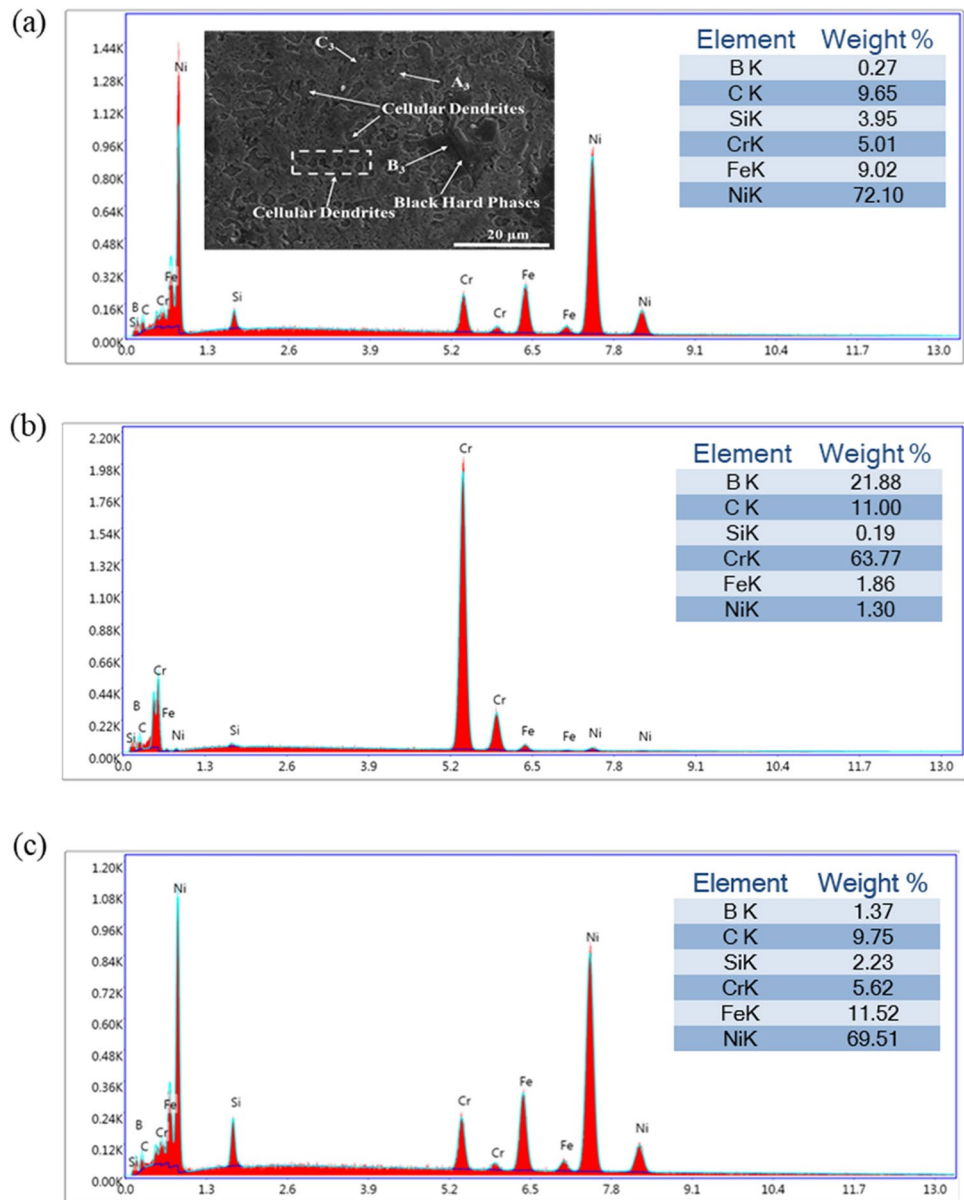 (a)
1.44K
1.28K
1.12K
0.96K
0.80K
0.64K
0.48K
0.32K
0.16K
0.00K
Ni
C₃
A₃
Cellular Dendrites
B₃
Cellular Dendrites
Black Hard Phases
20 μm
Element Weight %
B K 0.27
C K 9.65
SiK 3.95
CrK 5.01
FeK 9.02
NiK 72.10
B
Si
C
Cr
Fe
Si
Cr
Cr
Fe
Fe
Ni
Ni
0.0 1.3 2.6 3.9 5.2 6.5 7.8 9.1 10.4 11.7 13.0
(b)
2.20K
1.98K
1.76K
1.54K
1.32K
1.10K
0.88K
0.66K
0.44K
0.22K
0.00K
Element Weight %
B K 21.88
C K 11.00
SiK 0.19
CrK 63.77
FeK 1.86
NiK 1.30
B
Si
C
Cr
Fe
Ni
Si
Cr
Cr
Fe
Fe
Ni
Ni
0.0 1.3 2.6 3.9 5.2 6.5 7.8 9.1 10.4 11.7 13.0
(c)
1.20K
1.08K
0.96K
0.84K
0.72K
0.60K
0.48K
0.36K
0.24K
0.12K
0.00K
Element Weight %
B K 1.37
C K 9.75
SiK 2.23
CrK 5.62
FeK 11.52
NiK 69.51
B
Si
C
Cr
Fe
Ni
Si
Cr
Cr
Fe
Fe
Ni
Ni
0.0 1.3 2.6 3.9 5.2 6.5 7.8 9.1 10.4 11.7 13.0